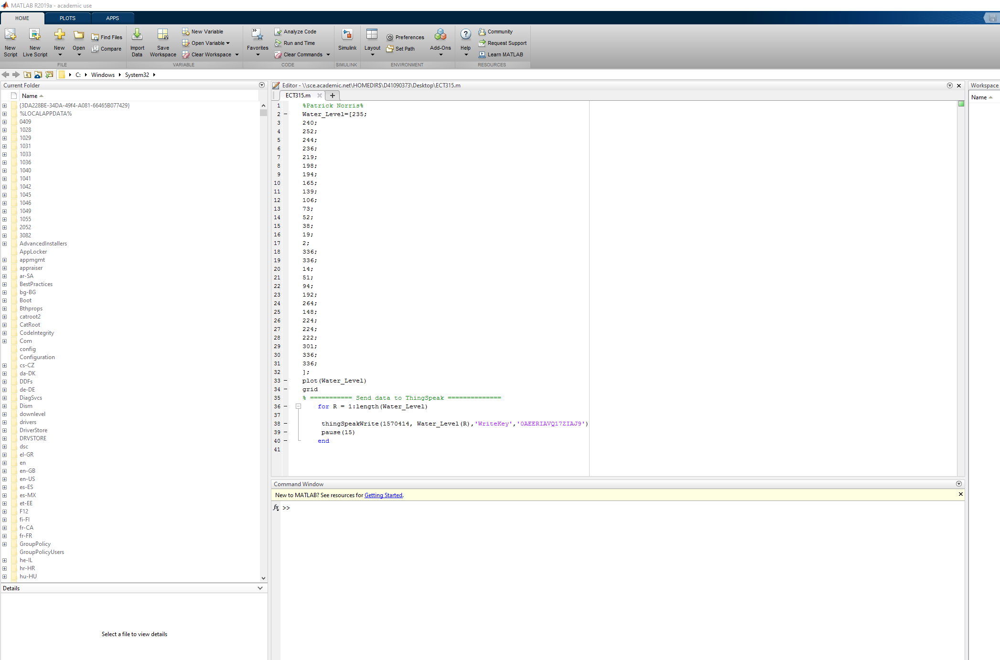 MATLAB R2019a - academic use
HOME PLOTS APPS
New Script
New Live Script
New
Open
Find Files
Compare
Import Data
Save Workspace
New Variable
Open Variable
Clear Workspace
Favorites
Analyze Code
Run and Time
Clear Commands
Simulink
Layout
Preferences
Set Path
Add-Ons
Help
Community
Request Support
Learn MATLAB
FILE VARIABLE CODE SIMULINK ENVIRONMENT RESOURCES
C: Windows System32
Current Folder
Name
{3DA228BE-34DA-49f4-A081-66465B077429}
%LOCALAPPDATA%
0409
1028
1029
1031
1033
1036
1040
1041
1042
1045
1046
1049
1055
2052
3082
AdvancedInstallers
AppLocker
appmgmt
appraiser
ar-SA
BestPractices
bg-BG
Boot
Bthprops
catroot2
CatRoot
CodeIntegrity
Com
config
Configuration
cs-CZ
da-DK
DDFs
de-DE
DiagSvcs
Dism
downlevel
drivers
DriverStore
DRVSTORE
dsc
el-GR
en
en-GB
en-US
es-ES
es-MX
et-EE
F12
fi-FI
fr-CA
fr-FR
GroupPolicy
GroupPolicyUsers
he-IL
hr-HR
hu-HU
Details
Select a file to view details
Editor - \\sce.academic.net\HOMEDIR$\D41090373\Desktop\ECT315.m
ECT315.m
1 %Patrick Norris%
2 Water_Level=[235;
3 240;
4 252;
5 244;
6 236;
7 219;
8 198;
9 194;
10 165;
11 139;
12 106;
13 73;
14 52;
15 38;
16 19;
17 2;
18 336;
19 336;
20 14;
21 51;
22 94;
23 192;
24 264;
25 148;
26 224;
27 224;
28 222;
29 301;
30 336;
31 336;
32 ];
33 plot(Water_Level)
34 grid
35 % =========== Send data to ThingSpeak ==============
36 for R = 1:length(Water_Level)
37
38 thingSpeakWrite(1570414, Water_Level(R),'WriteKey','0AEERIAVQ17ZIAJ9')
39 pause(15)
40 end
41
Command Window
New to MATLAB? See resources for Getting Started.
fx >>
Workspace
Name